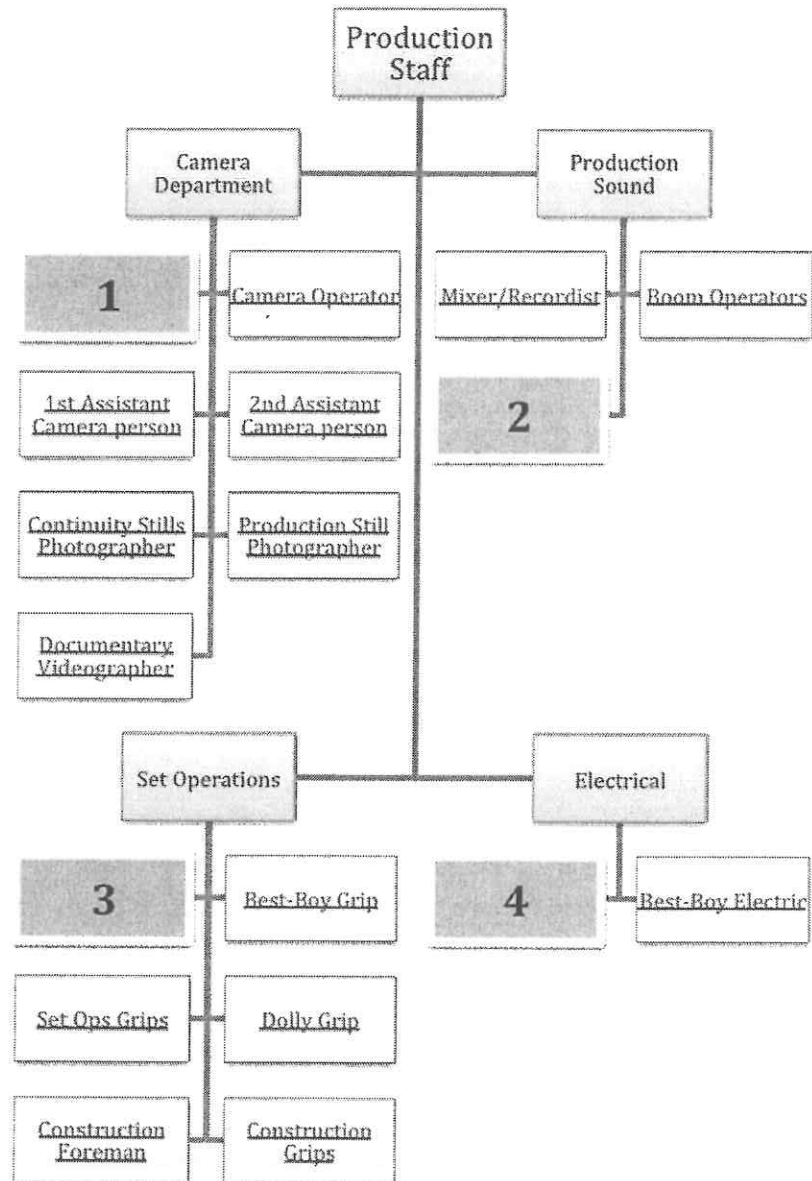 Production
Staff
Camera
Department
Production
Sound
1
Camera Operator
Mixer/Recordist
Boom Operators
1st Assistant
Camera person
2nd Assistant
Camera person
2
Continuity Stills
Photographer
Production Still
Photographer
Documentary
Videographer
Set Operations
Electrical
3
Best-Boy Grip
4
Best-Boy Electric
Set Ops Grips
Dolly Grip
Construction
Foreman
Construction
Grips